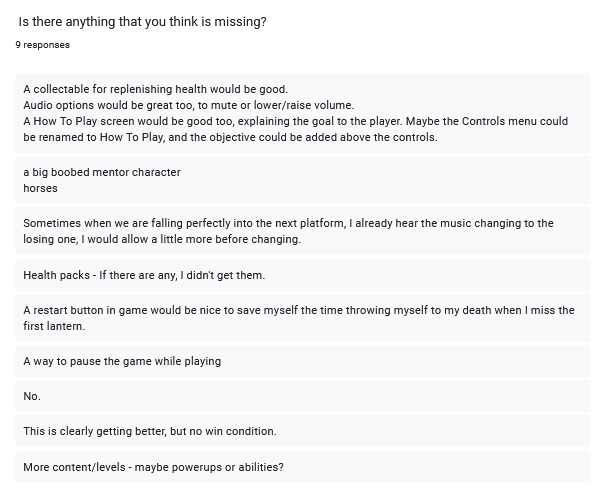 Is there anything that you think is missing?
9 responses
A collectable for replenishing health would be good.
Audio options would be great too, to mute or lower/raise volume.
A How To Play screen would be good too, explaining the goal to the player. Maybe the Controls menu could
be renamed to How To Play, and the objective could be added above the controls.
a big boobed mentor character
horses
Sometimes when we are falling perfectly into the next platform, I already hear the music changing to the
losing one, I would allow a little more before changing.
Health packs - If there are any, I didn't get them.
A restart button in game would be nice to save myself the time throwing myself to my death when I miss the
first lantern.
A way to pause the game while playing
No.
This is clearly getting better, but no win condition.
More content/levels - maybe powerups or abilities?